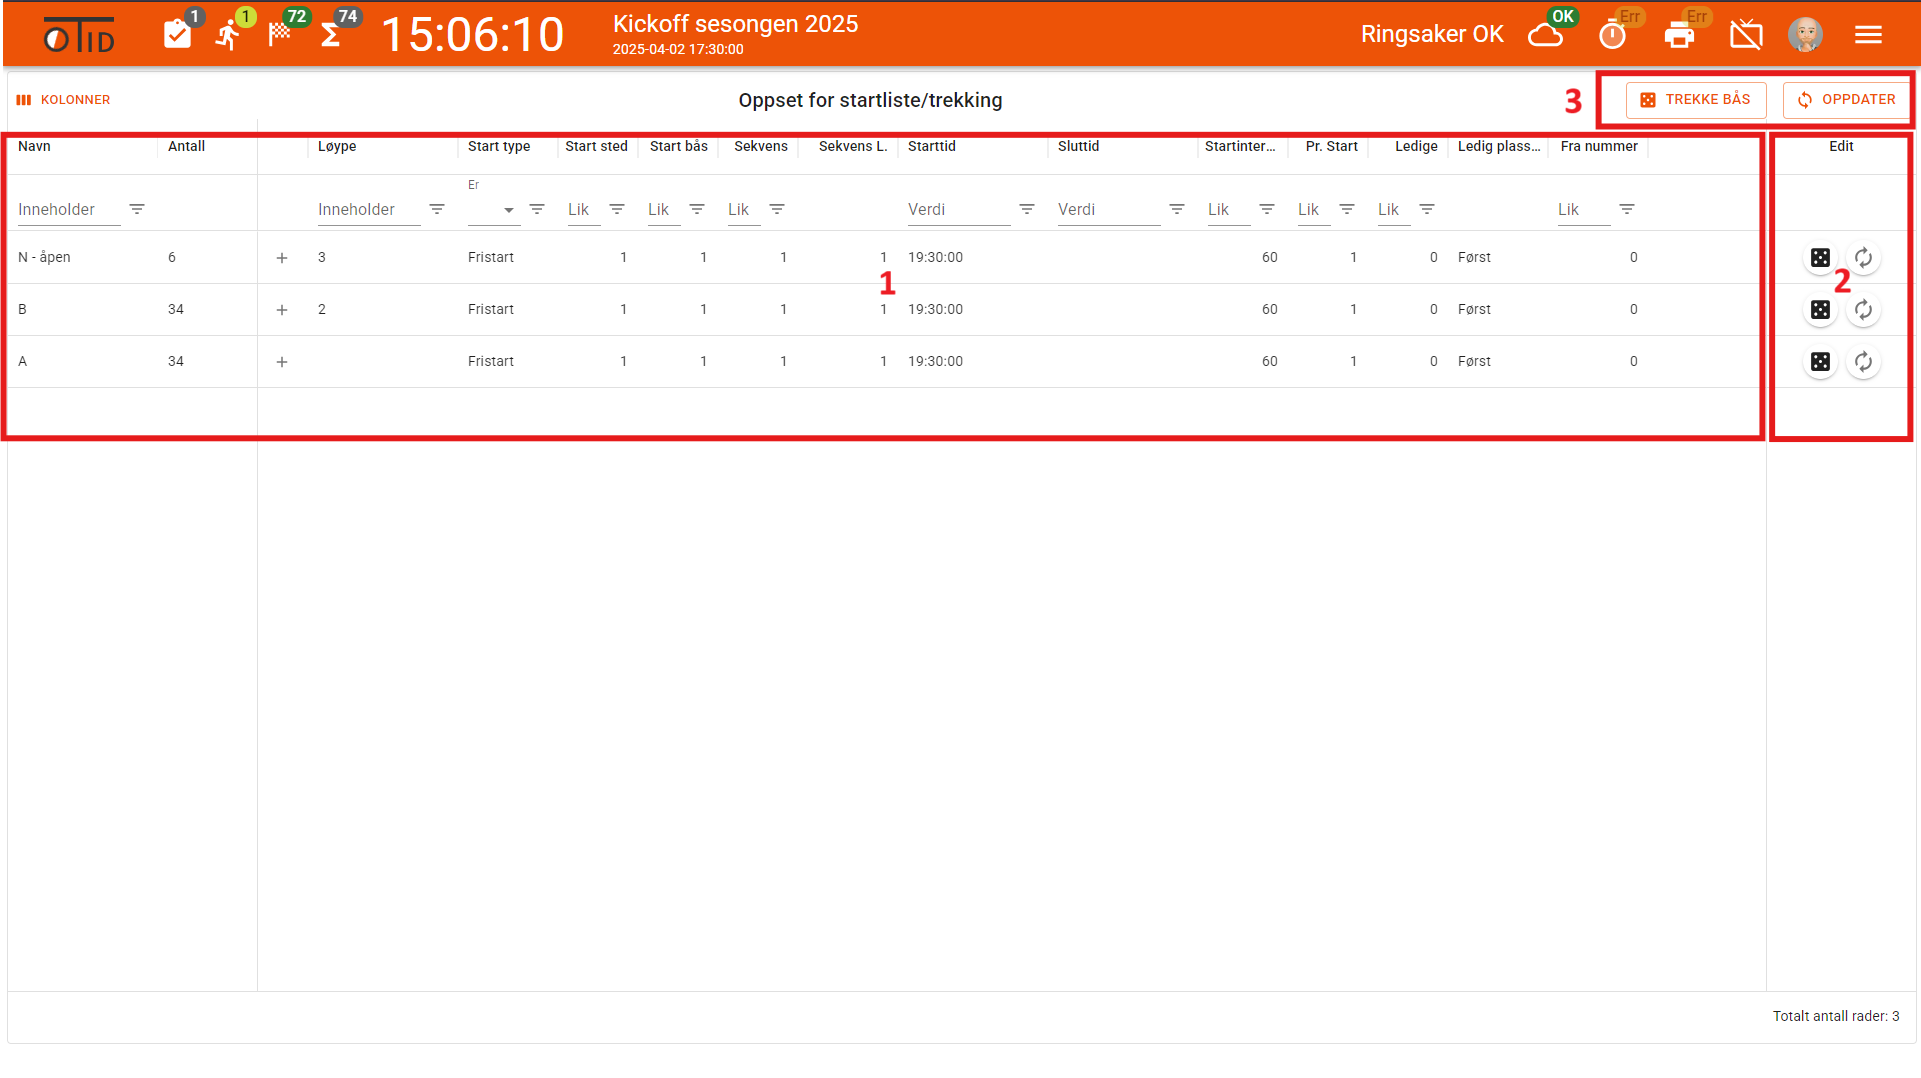 OTID
1
1
72
74
15:06:10
Kickoff sesongen 2025
2025-04-02 17:30:00
Ringsaker OK
OK
Err
Err
KOLONNER
Oppset for startliste/trekking
3
TREKKE BÅS
OPPDATER
Navn Antall Løype Start type Start sted Start bås Sekvens Sekvens L. Starttid Sluttid Startinter... Pr. Start Ledige Ledig plass... Fra nummer Edit
Er
Inneholder Inneholder Lik Lik Lik Verdi Verdi Lik Lik Lik Lik
N - åpen 6 + 3 Fristart 1 1 1 1 19:30:00 60 1 0 Først 0
1 2
B 34 + 2 Fristart 1 1 1 1 19:30:00 60 1 0 Først 0
A 34 + Fristart 1 1 1 1 19:30:00 60 1 0 Først 0
Totalt antall rader: 3